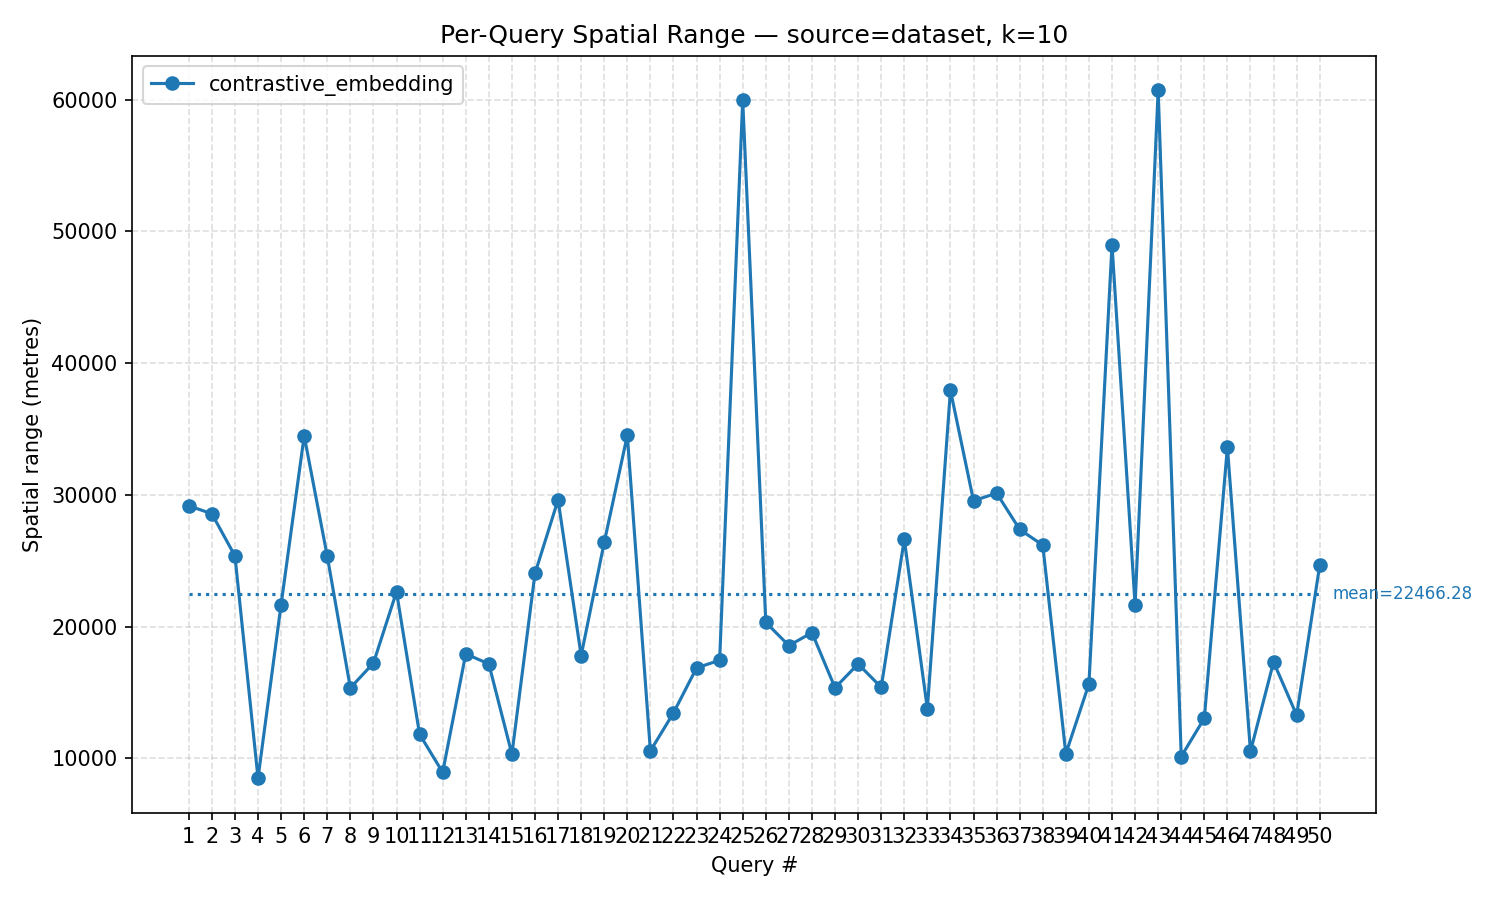 Per-Query Spatial Range — source=dataset, k=10
contrastive_embedding
60000
50000
40000
30000
20000
10000
Spatial range (metres)
mean=22466.28
1 2 3 4 5 6 7 8 9 10 11 12 13 14 15 16 17 18 19 20 21 22 23 24 25 26 27 28 29 30 31 32 33 34 35 36 37 38 39 40 41 42 43 44 45 46 47 48 49 50
Query #